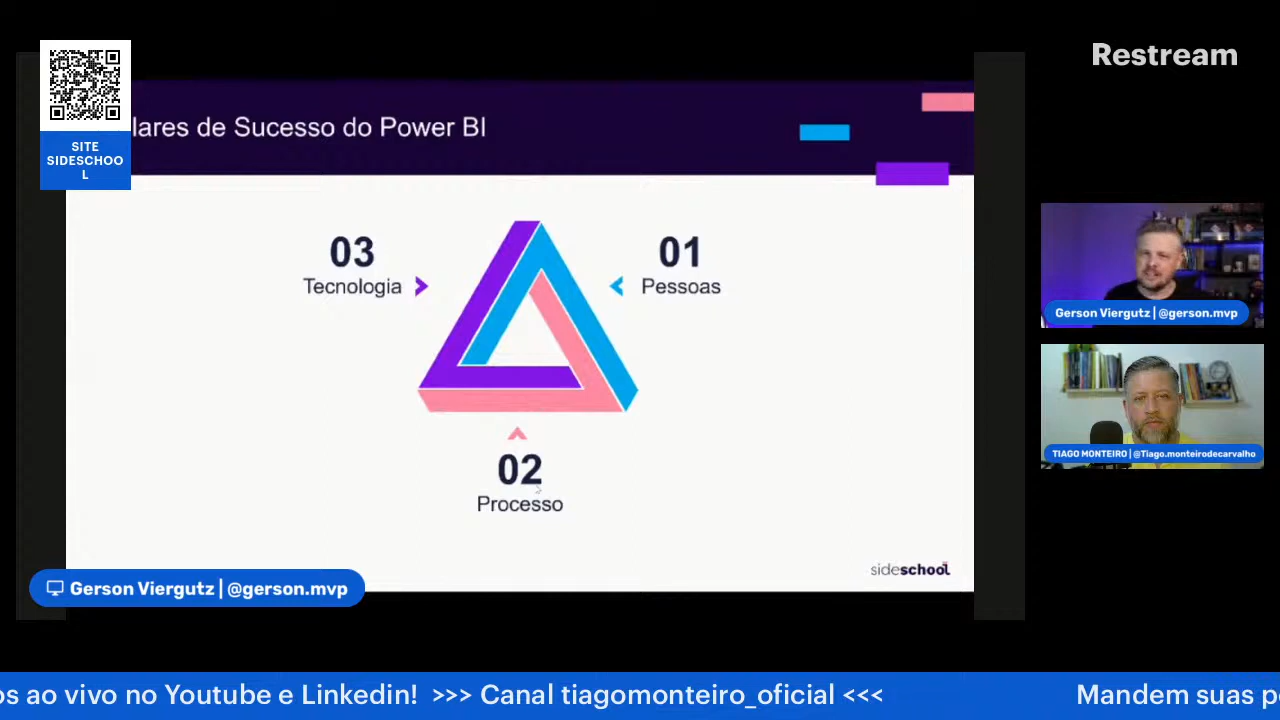 Restream
SITE
SIDESCHOO
L
lares de Sucesso do Power BI
03
Tecnologia
01
Pessoas
02
Processo
sideschool
Gerson Viergutz | @gerson.mvp
TIAGO MONTEIRO | @Tiago.monteirodecarvalho
Gerson Viergutz | @gerson.mvp
os ao vivo no Youtube e Linkedin! >>> Canal tiagomonteiro_oficial <<<
Mandem suas pe